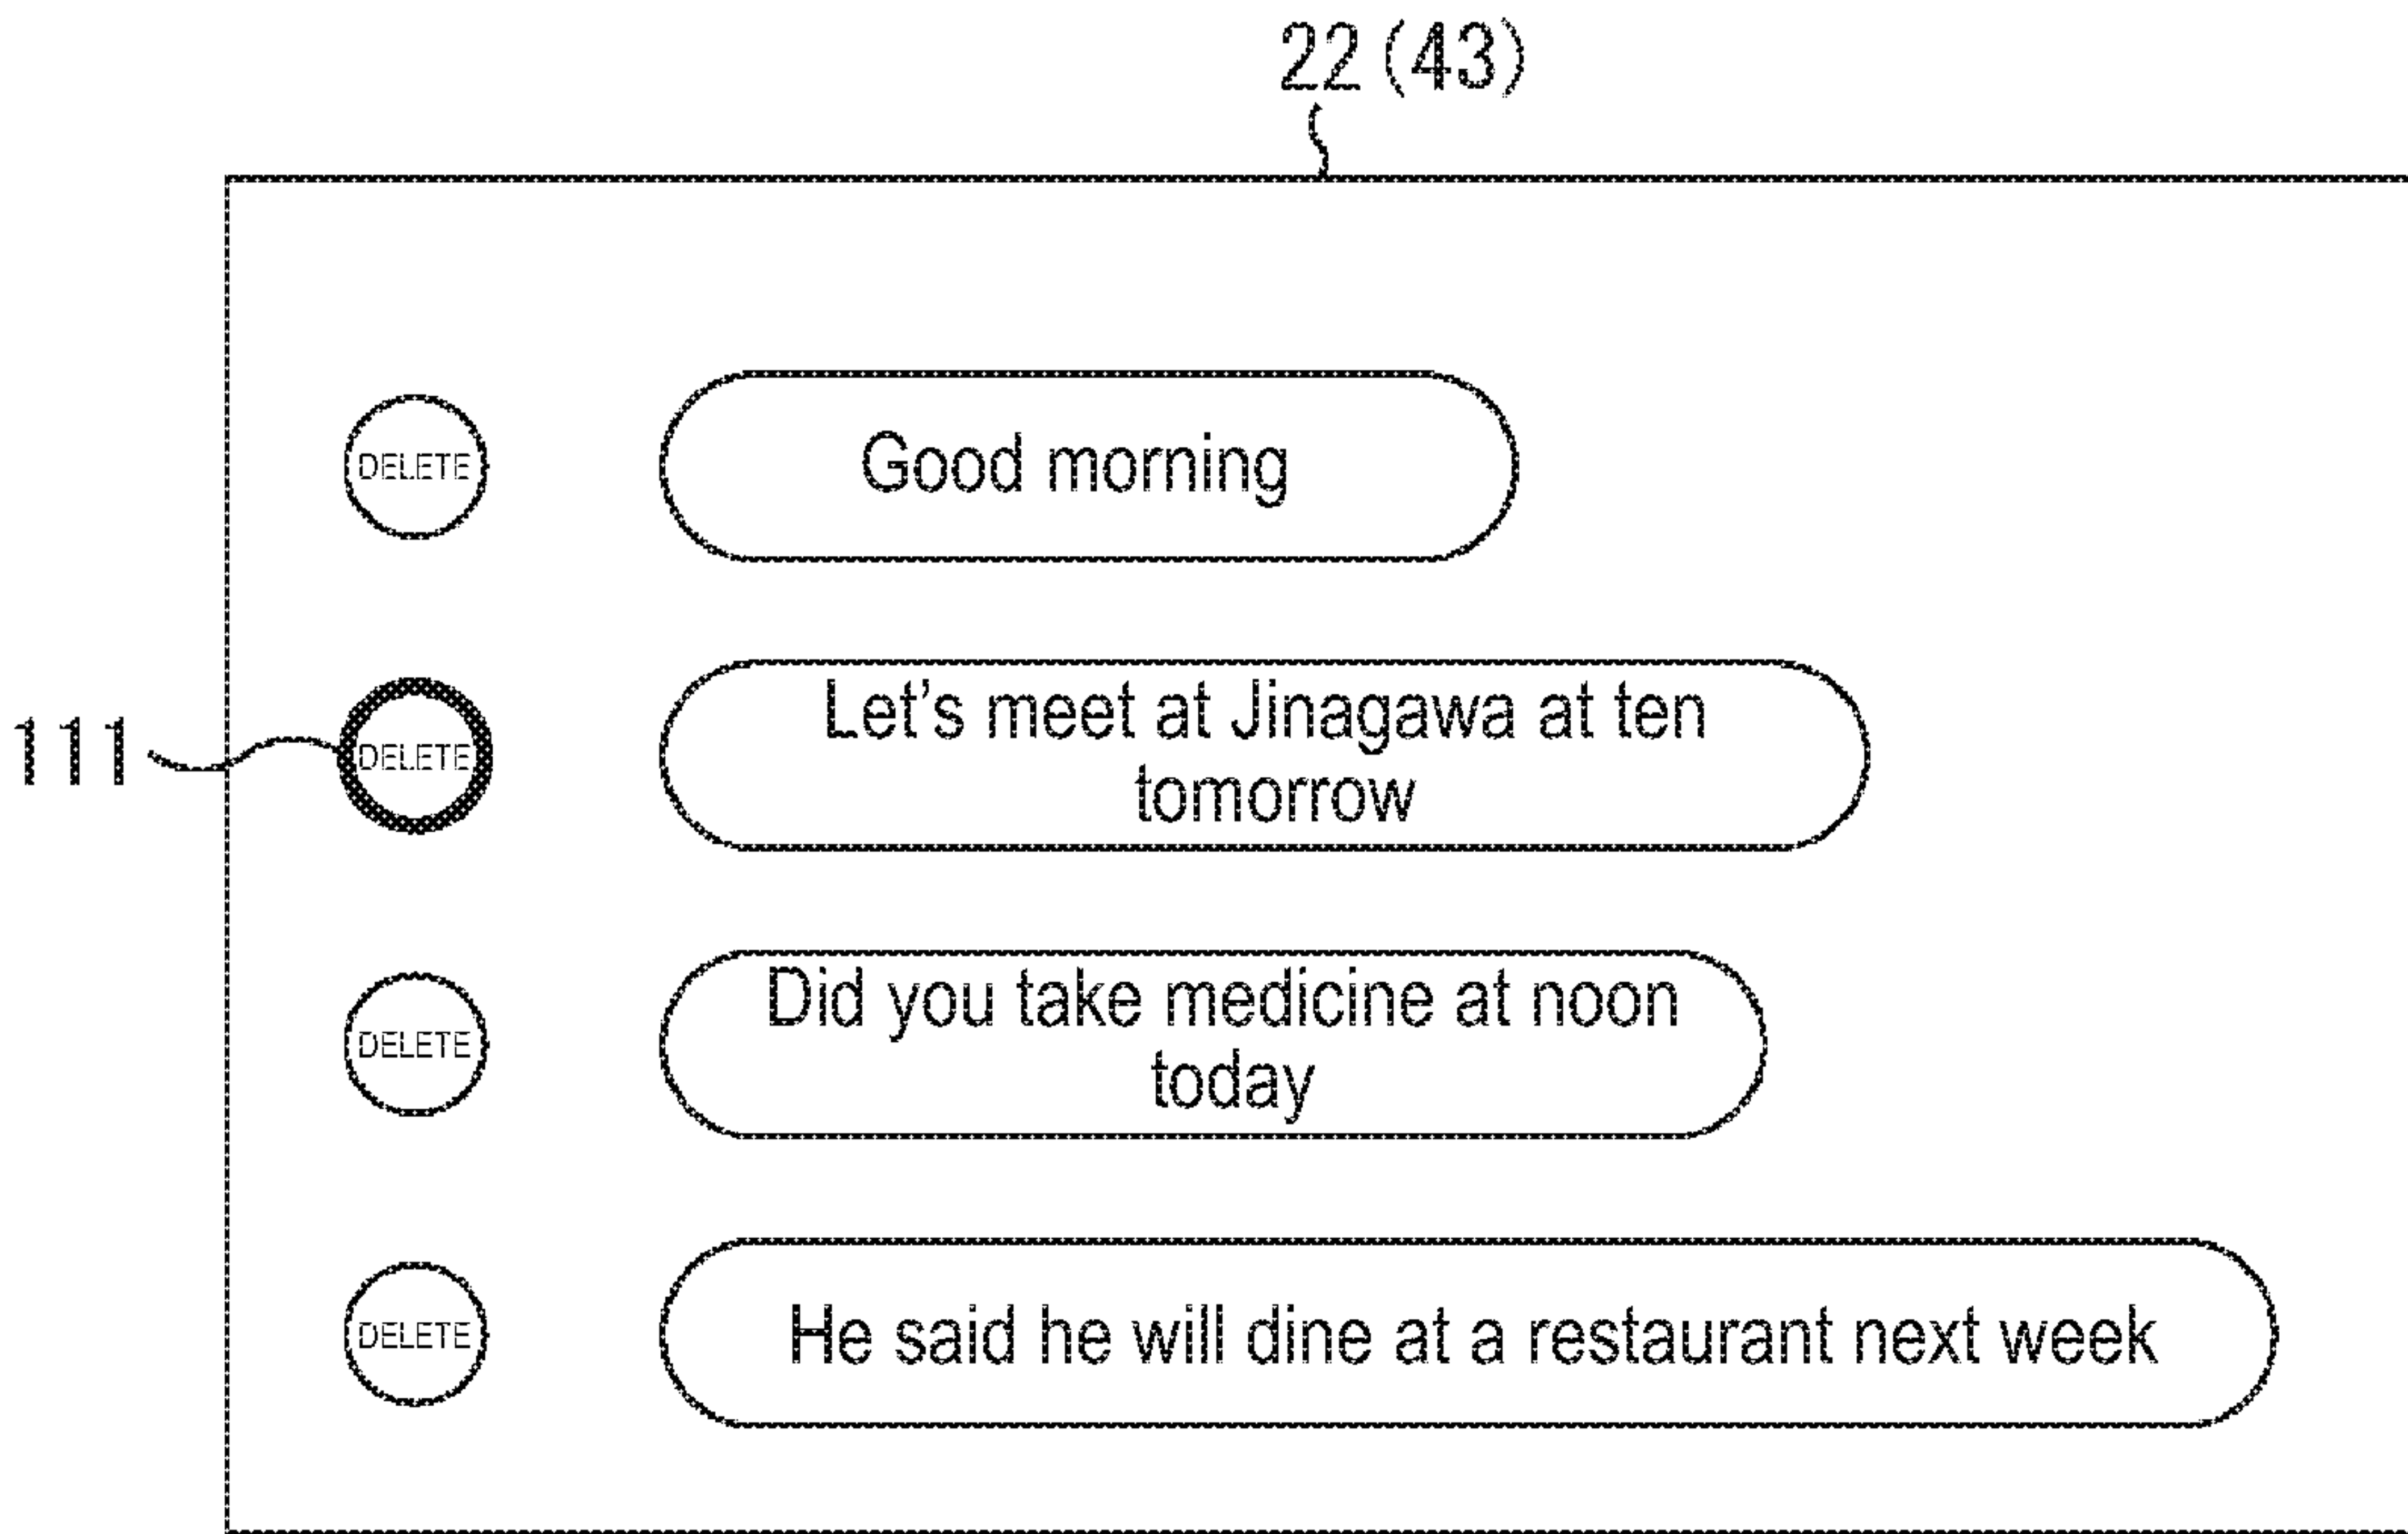 22 (43)
DELETE
Good morning
111
DELETE
Let's meet at Jinagawa at ten
tomorrow
DELETE
Did you take medicine at noon
today
DELETE
He said he will dine at a restaurant next week